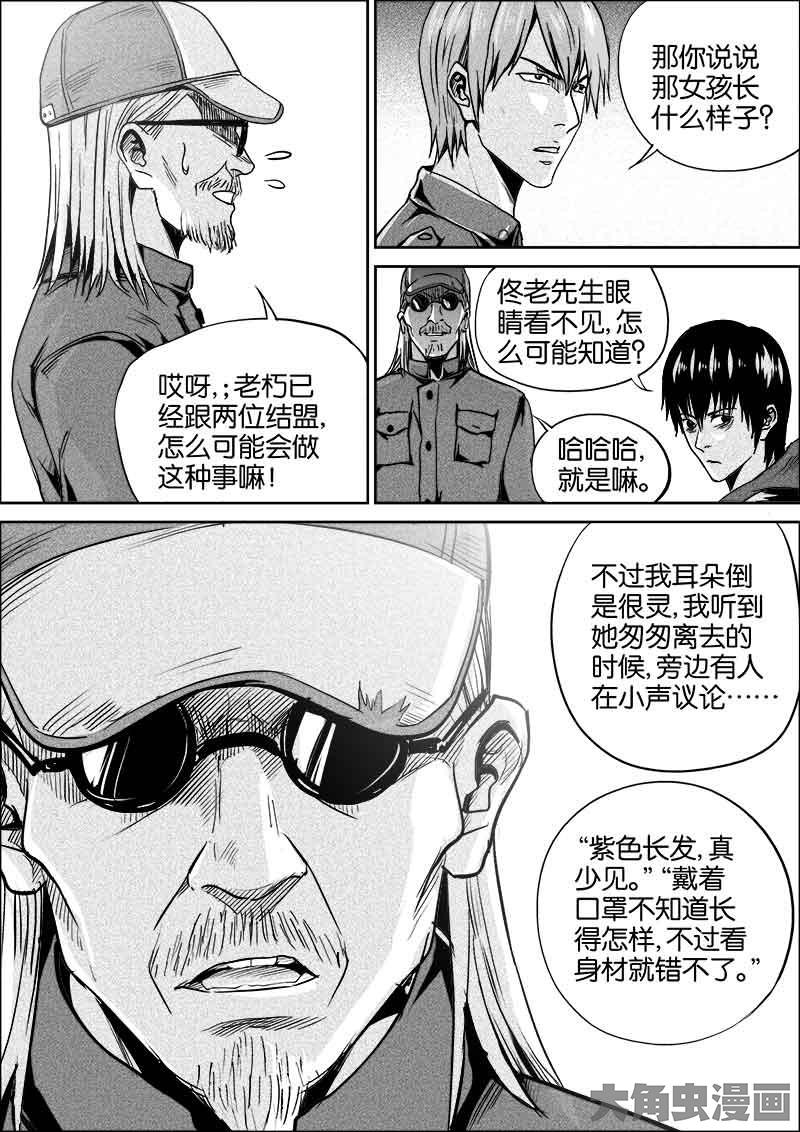 哎呀，；老朽已
经跟两位结盟，
怎么可能会做
这种事嘛！
那你说说
那女孩长
什么样子？
佟老先生眼
睛看不见，怎
么可能知道？
哈哈哈，
就是嘛。
不过我耳朵倒
是很灵，我听到
她匆匆离去的
时候，旁边有人
在小声议论……
“紫色长发，真
少见。”“戴着
口罩不知道长
得怎样，不过看
身材就错不了。”
大角虫漫画